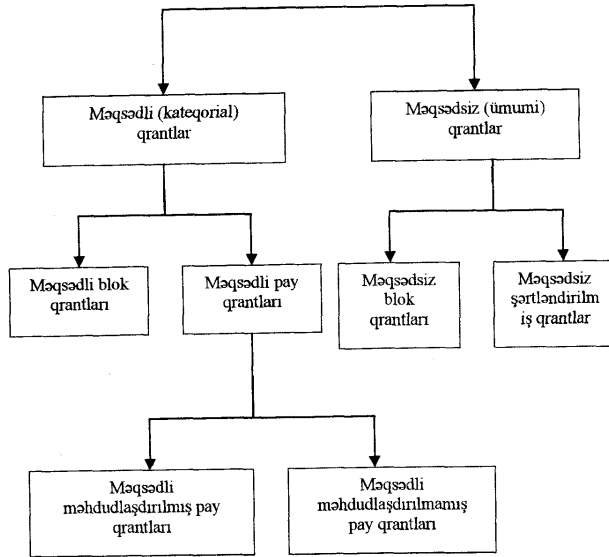 Məqsədli (kateqorial)
qrantlar
Məqsədsiz (ümumi)
qrantlar
Məqsədli blok
qrantları
Məqsədli pay
qrantları
Məqsədsiz
blok
qrantları
Məqsədsiz
şərtləndirilm
iş qrantlar
Məqsədli
məhdudlaşdırılmış pay
qrantları
Məqsədli
məhdudlaşdırılmamış
pay qrantları